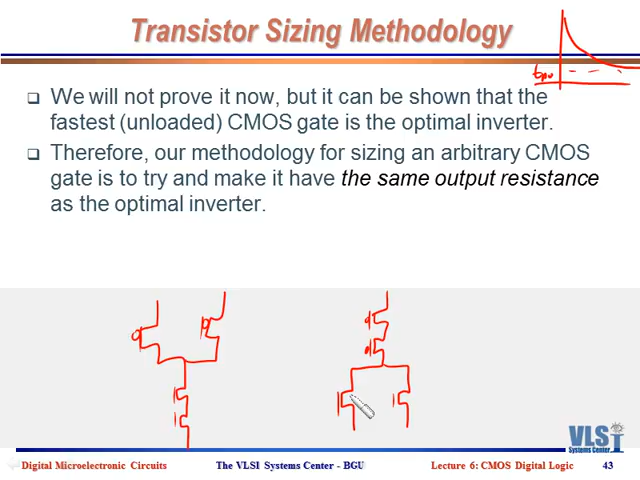 Transistor Sizing Methodology
We will not prove it now, but it can be shown that the
fastest (unloaded) CMOS gate is the optimal inverter.
Therefore, our methodology for sizing an arbitrary CMOS
gate is to try and make it have the same output resistance
as the optimal inverter.
VLSI
Systems Center
Digital Microelectronic Circuits
The VLSI Systems Center - BGU
Lecture 6: CMOS Digital Logic
43